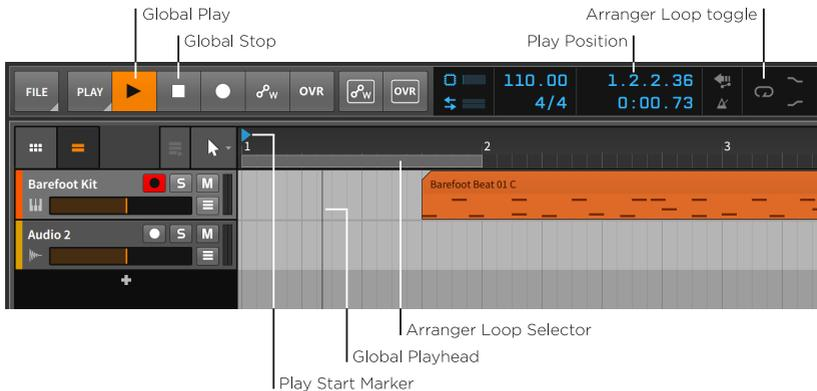 Global Play
Arranger Loop toggle
Global Stop
Play Position
FILE PLAY W OVR W OVR 110.00 1.2.2.36
4/4 0:00.73
1 2 3
Barefoot Kit S M Barefoot Beat 01 C
Audio 2 S M
Arranger Loop Selector
Global Playhead
Play Start Marker